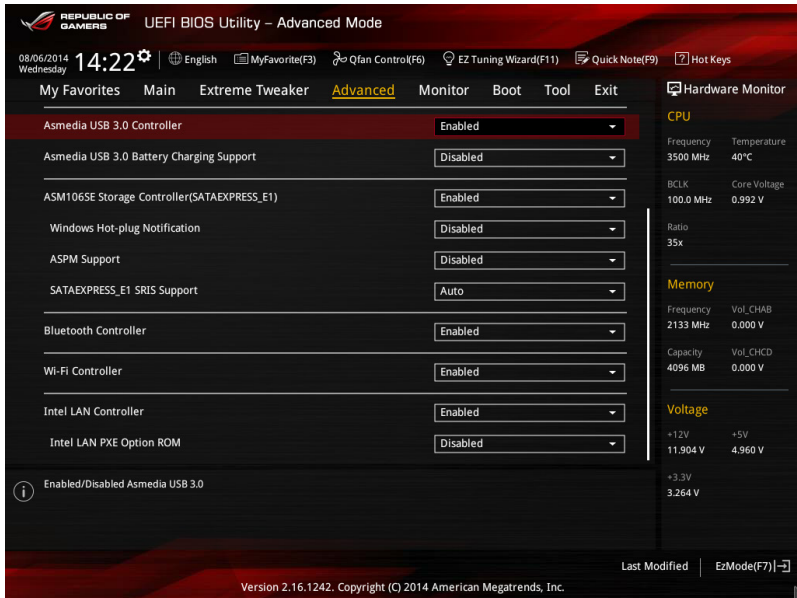 REPUBLIC OF
GAMERS
UEFI BIOS Utility – Advanced Mode
08/06/2014
Wednesday
14:22
English
MyFavorite(F3)
Qfan Control(F6)
EZ Tuning Wizard(F11)
Quick Note(F9)
? Hot Keys
My Favorites Main Extreme Tweaker Advanced Monitor Boot Tool Exit
Hardware Monitor
Asmedia USB 3.0 Controller Enabled
Asmedia USB 3.0 Battery Charging Support Disabled
ASM106SE Storage Controller(SATAEXPRESS_E1) Enabled
Windows Hot-plug Notification Disabled
ASPM Support Disabled
SATAEXPRESS_E1 SRIS Support Auto
Bluetooth Controller Enabled
Wi-Fi Controller Enabled
Intel LAN Controller Enabled
Intel LAN PXE Option ROM Disabled
CPU
Frequency Temperature
3500 MHz 40°C
BCLK Core Voltage
100.0 MHz 0.992 V
Ratio
35x
Memory
Frequency Vol_CHAB
2133 MHz 0.000 V
Capacity Vol_CHCD
4096 MB 0.000 V
Voltage
+12V +5V
11.904 V 4.960 V
+3.3V
3.264 V
i
Enabled/Disabled Asmedia USB 3.0
Last Modified
EzMode(F7)
Version 2.16.1242. Copyright (C) 2014 American Megatrends, Inc.